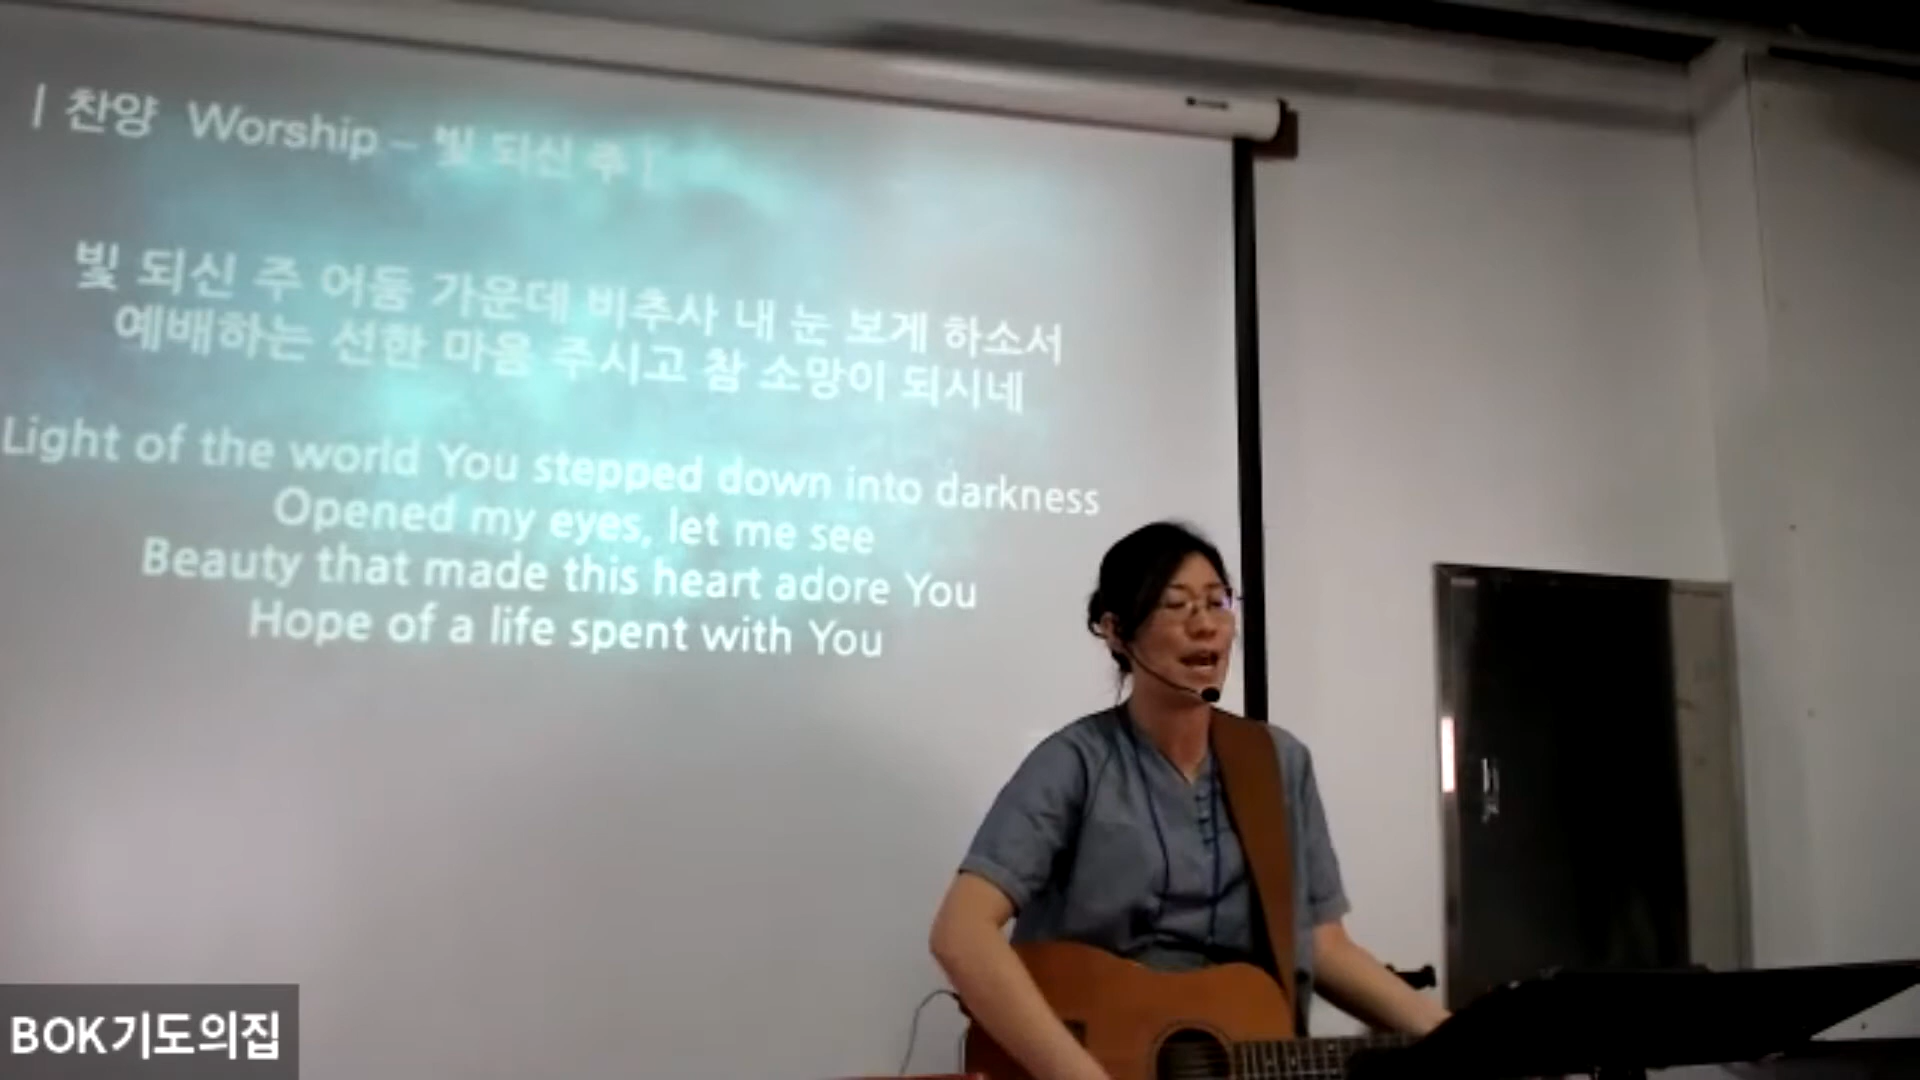 | 찬양 Worship - 빛 되신 주 |
빛 되신 주 어둠 가운데 비추사 내 눈 보게 하소서
예배하는 선한 마음 주시고 참 소망이 되시네
Light of the world You stepped down into darkness
Opened my eyes, let me see
Beauty that made this heart adore You
Hope of a life spent with You
BOK기도의집